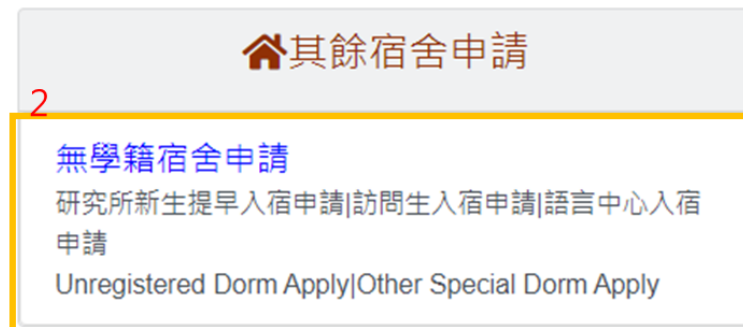 其餘宿舍申請
2
無學籍宿舍申請
研究所新生提早入宿申請|訪問生入宿申請|語言中心入宿
申請
Unregistered Dorm Apply|Other Special Dorm Apply